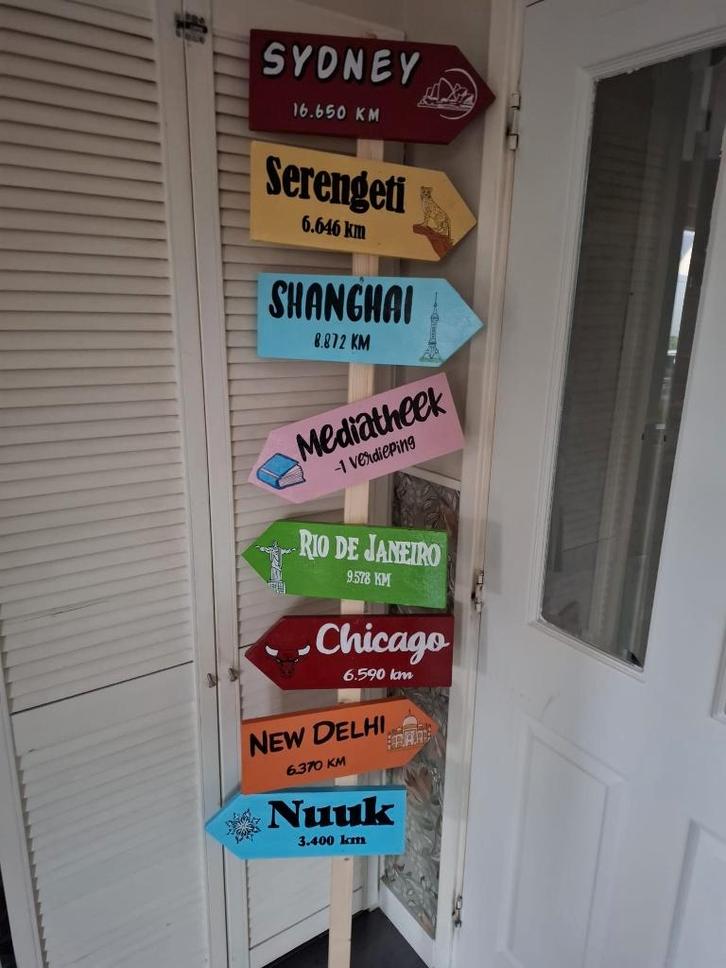 SYDNEY
16.650 KM
Serengeti
6.646 km
SHANGHAI
8.872 KM
Mediatheek
-1 verdieping
RIO DE JANEIRO
9.578 KM
Chicago
6.590 km
NEW DELHI
6.370 KM
Nuuk
3.400 km